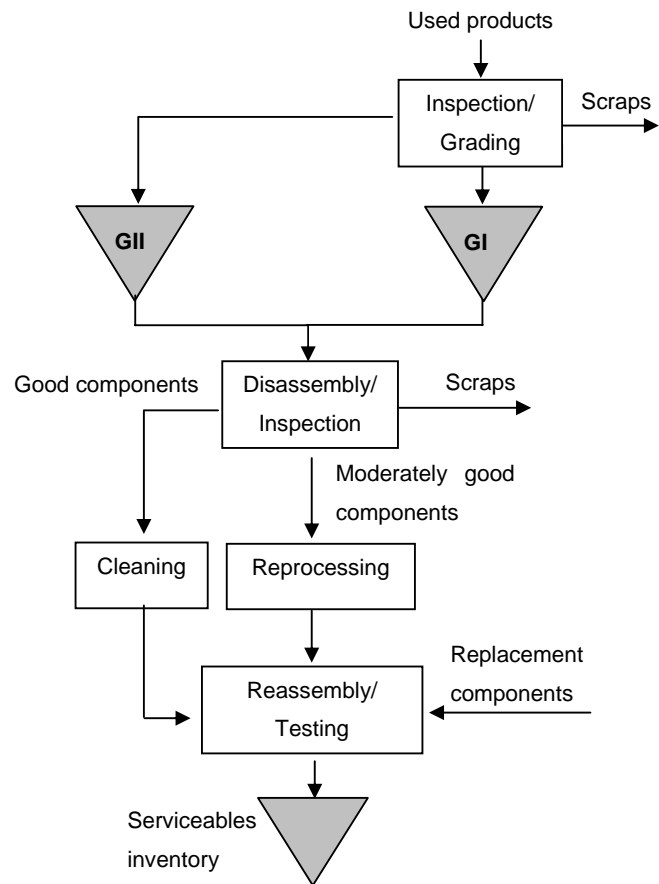 Used products
Inspection/
Grading
Scraps
GII
GI
Good components
Disassembly/
Inspection
Scraps
Moderately good
components
Cleaning
Reprocessing
Replacement
components
Reassembly/
Testing
Serviceables
inventory